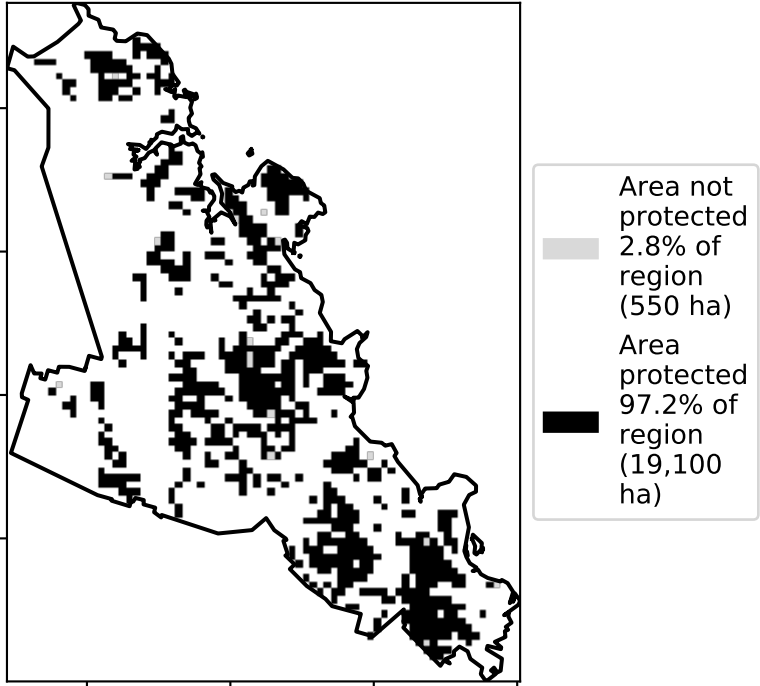 Area not
protected
2.8% of
region
(550 ha)
Area
protected
97.2% of
region
(19,100
ha)